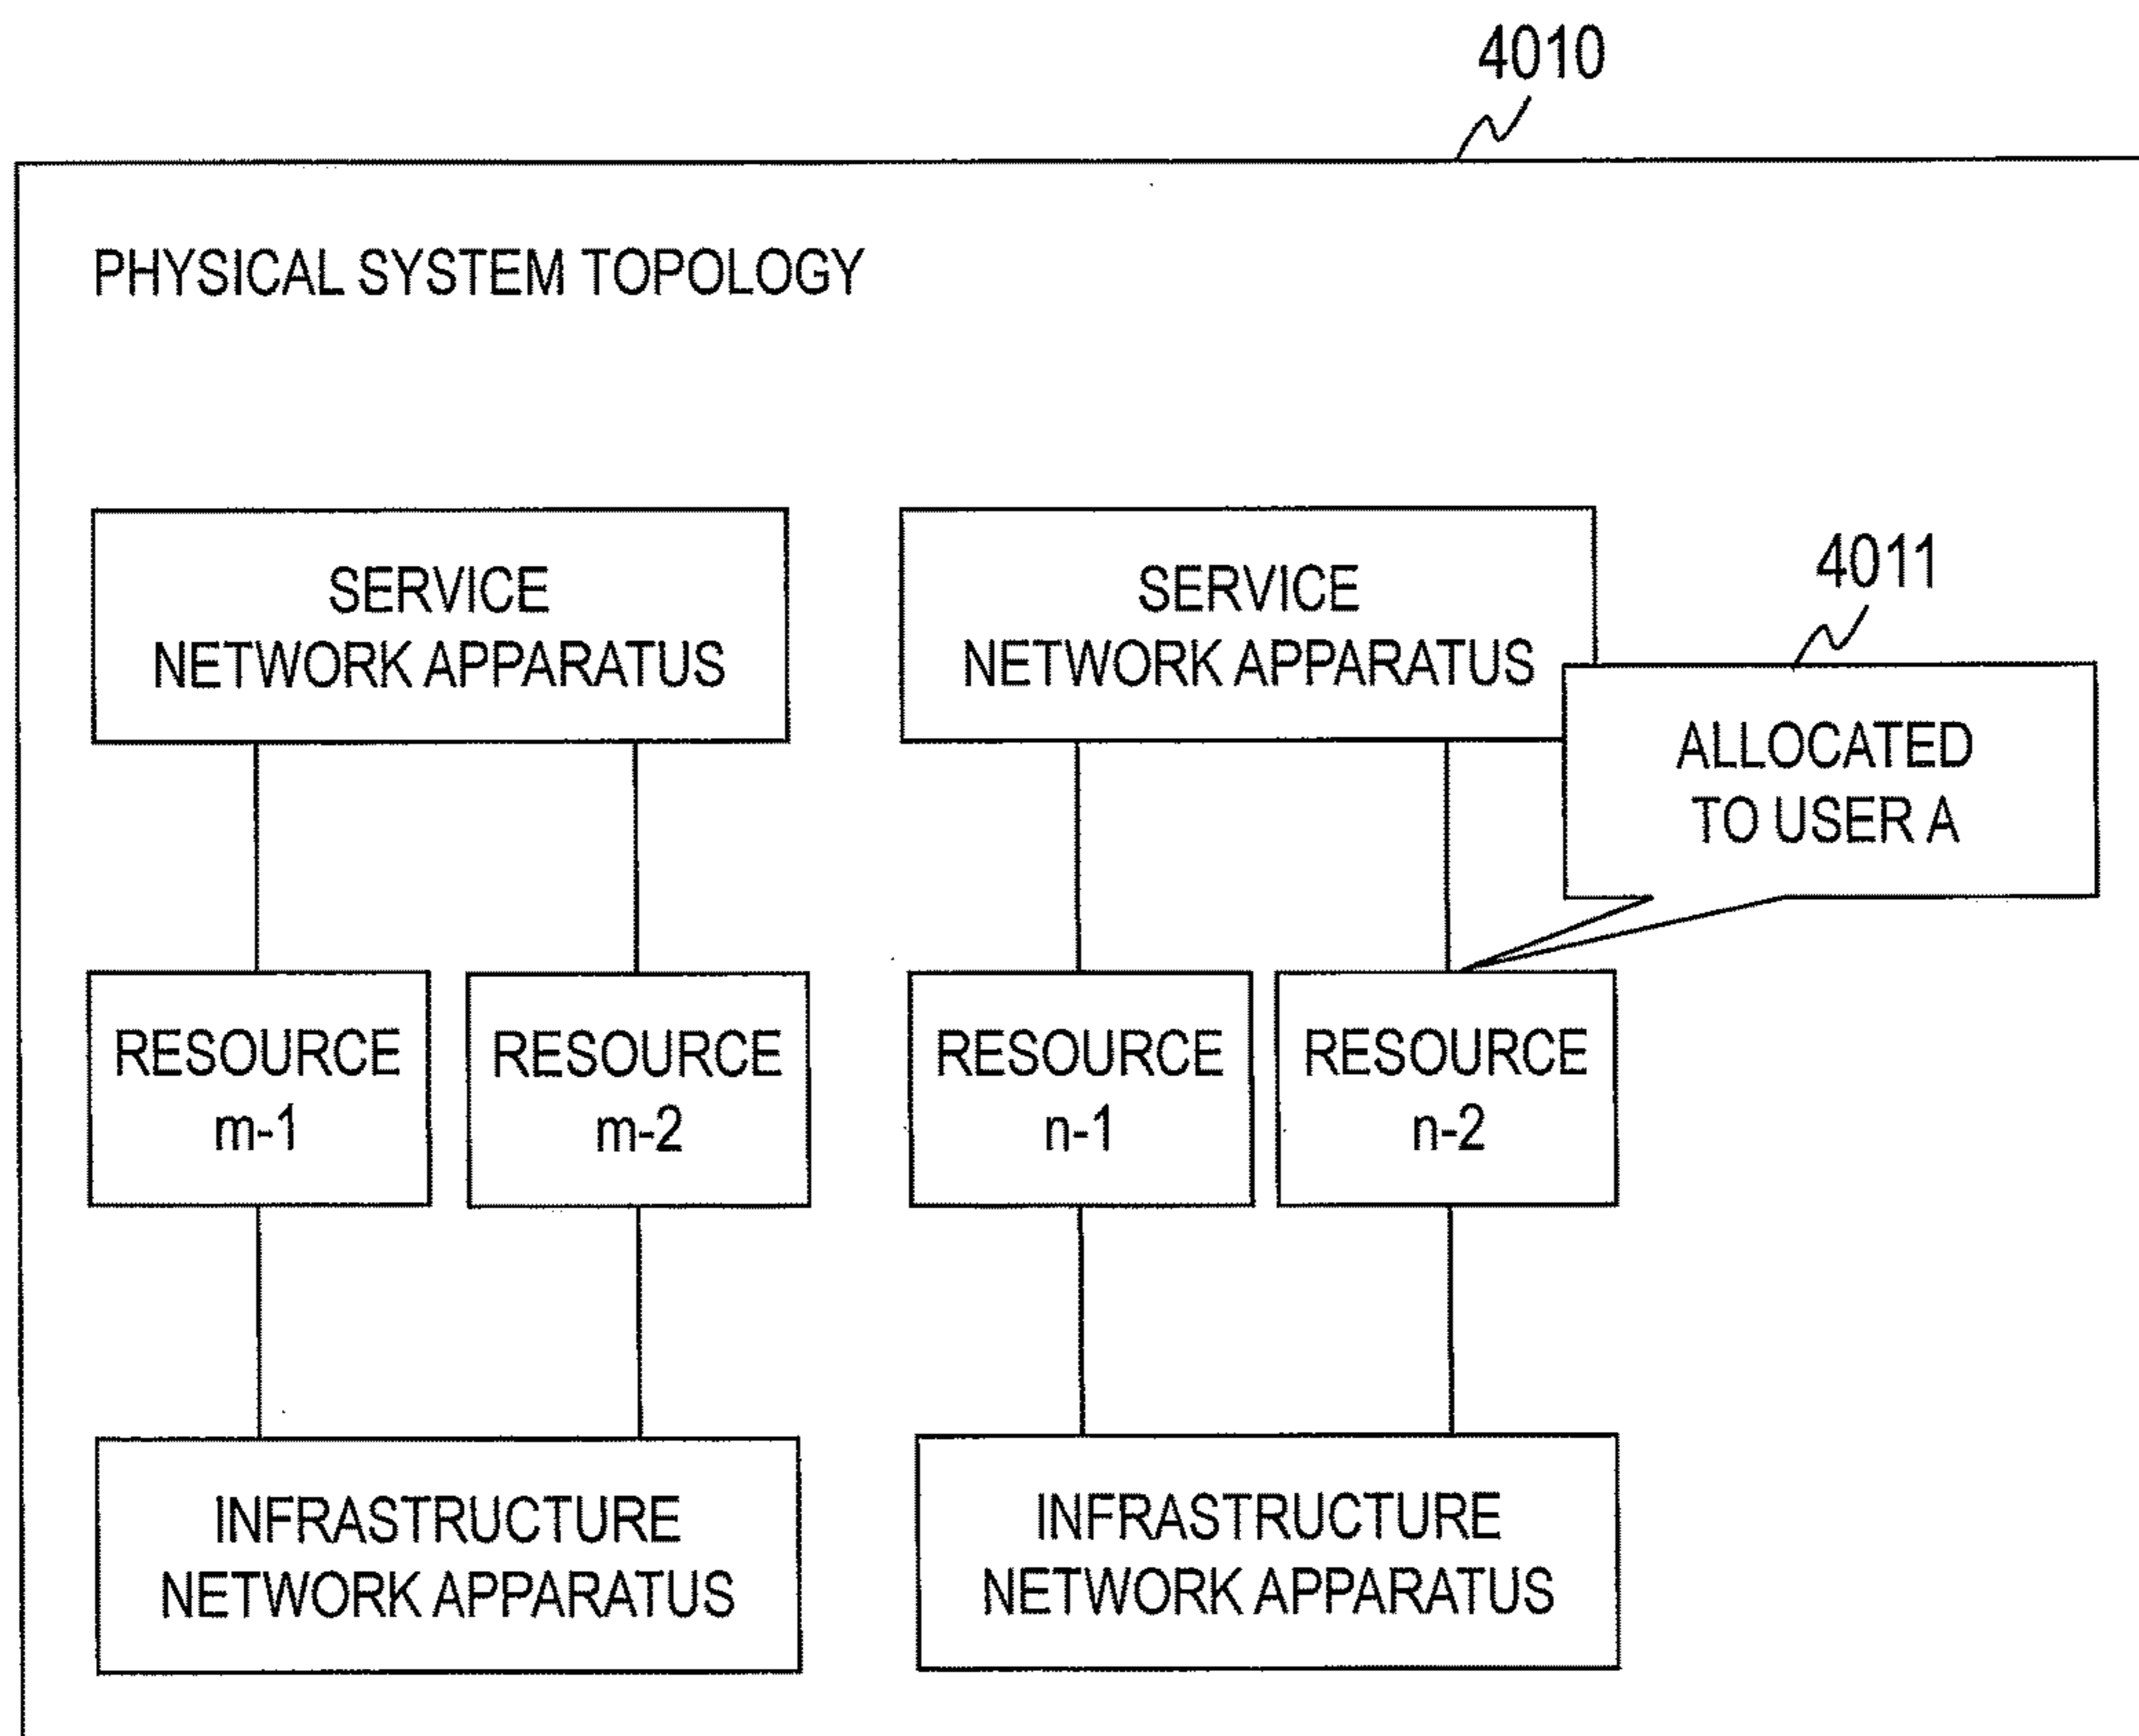 4010
PHYSICAL SYSTEM TOPOLOGY
SERVICE
NETWORK APPARATUS
SERVICE
NETWORK APPARATUS
4011
ALLOCATED
TO USER A
RESOURCE
m-1
RESOURCE
m-2
RESOURCE
n-1
RESOURCE
n-2
INFRASTRUCTURE
NETWORK APPARATUS
INFRASTRUCTURE
NETWORK APPARATUS